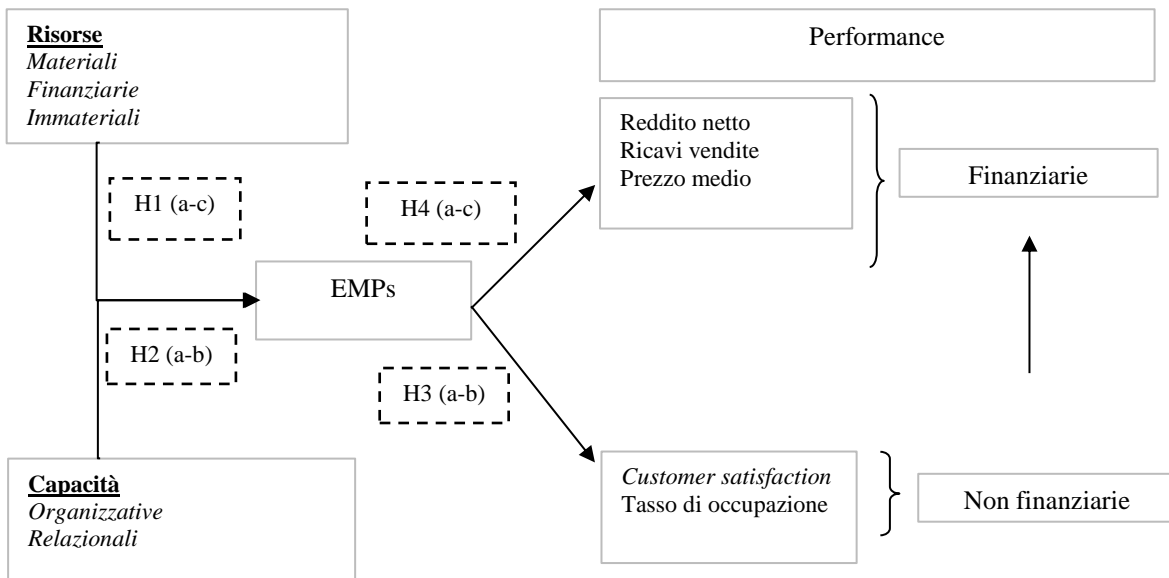 Risorse
Materiali
Finanziarie
Immateriali
Performance
Reddito netto
Ricavi vendite
Prezzo medio
Finanziarie
H1 (a-c)
H4 (a-c)
EMPs
H2 (a-b)
H3 (a-b)
Capacità
Organizzative
Relazionali
Customer satisfaction
Tasso di occupazione
Non finanziarie